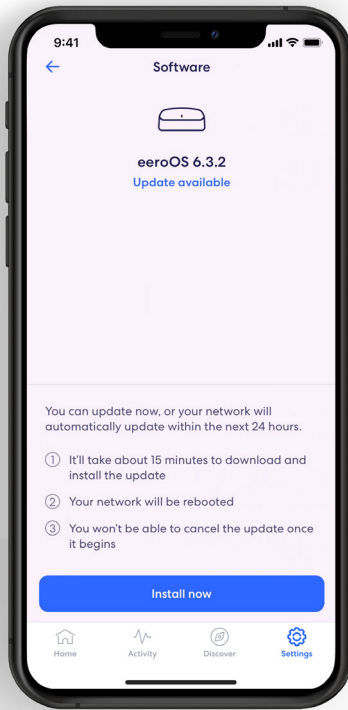 9:41
Software
eeroOS 6.3.2
Update available
You can update now, or your network will
automatically update within the next 24 hours.
1 It'll take about 15 minutes to download and
install the update
2 Your network will be rebooted
3 You won't be able to cancel the update once
it begins
Install now
Home Activity Discover Settings